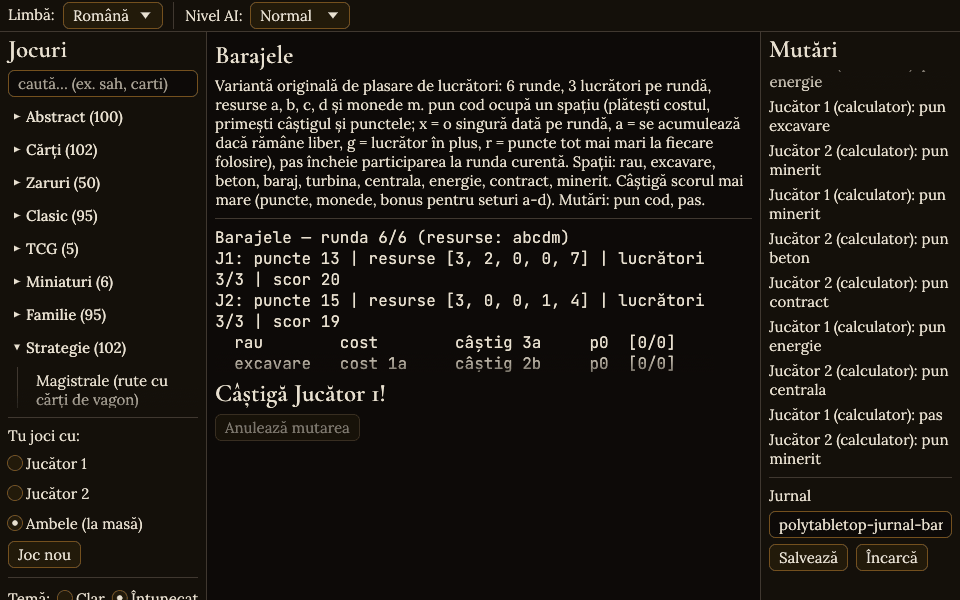 Limbă:
Română
Nivel AI:
Normal
Jocuri
caută... (ex. sah, carti)
Abstract (100)
Cărți (102)
Zaruri (50)
Clasic (95)
TCG (5)
Miniaturi (6)
Familie (95)
Strategie (102)
Magistrale (rute cu
cărți de vagon)
Tu joci cu:
Jucător 1
Jucător 2
Ambele (la masă)
Joc nou
Temă:
Clar
Întunecat
Barajele
Variantă originală de plasare de lucrători: 6 runde, 3 lucrători pe rundă,
resurse a, b, c, d și monede m. pun cod ocupă un spațiu (plătești costul,
primești câștigul și punctele; x = o singură dată pe rundă, a = se acumulează
dacă rămâne liber, g = lucrător în plus, r = puncte tot mai mari la fiecare
folosire), pas încheie participarea la runda curentă. Spații: rau, excavare,
beton, baraj, turbina, centrala, energie, contract, minerit. Câștigă scorul mai
mare (puncte, monede, bonus pentru seturi a-d). Mutări: pun cod, pas.
Barajele — runda 6/6 (resurse: abcdm)
J1: puncte 13 | resurse [3, 2, 0, 0, 7] | lucrători
3/3 | scor 20
J2: puncte 15 | resurse [3, 0, 0, 1, 4] | lucrători
3/3 | scor 19
rau cost câștig 3a p0 [0/0]
excavare cost 1a câștig 2b p0 [0/0]
Câștigă Jucător 1!
Anulează mutarea
Mutări
energie
Jucător 1 (calculator): pun
excavare
Jucător 2 (calculator): pun
minerit
Jucător 1 (calculator): pun
minerit
Jucător 2 (calculator): pun
beton
Jucător 2 (calculator): pun
contract
Jucător 1 (calculator): pun
energie
Jucător 2 (calculator): pun
centrala
Jucător 1 (calculator): pas
Jucător 2 (calculator): pun
minerit
Jurnal
polytabletop-jurnal-bar
Salvează
Încarcă